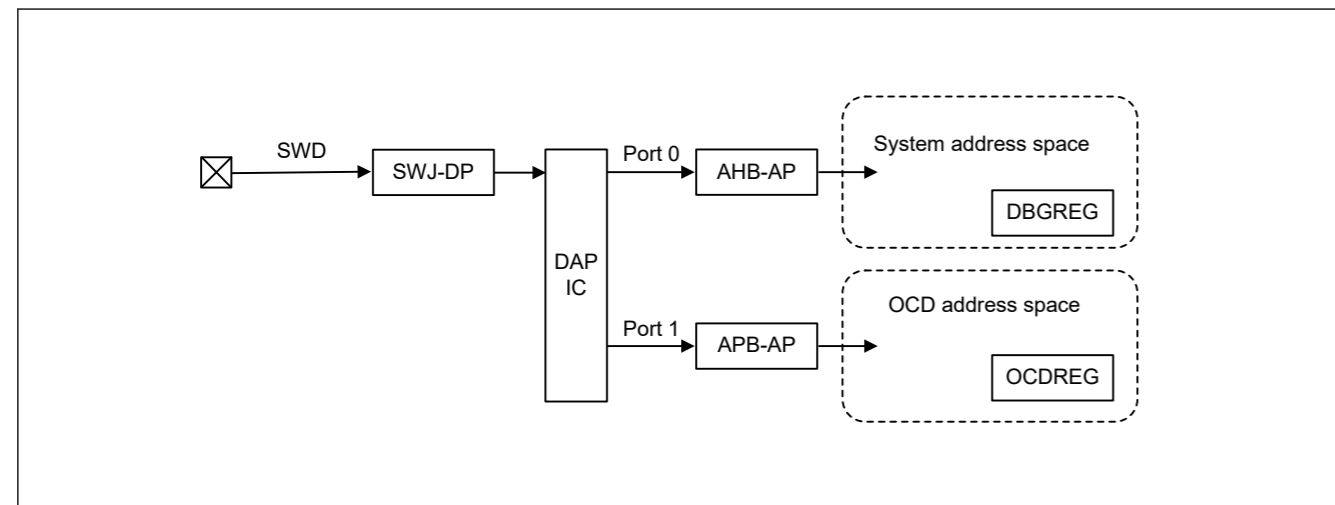 SWD
SWJ-DP
DAP
IC
Port 0
AHB-AP
System address space
DBGREG
Port 1
APB-AP
OCD address space
OCDREG